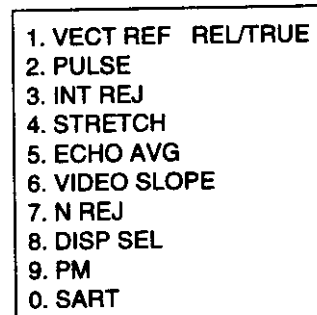 1. VECT REF REL/TRUE
2. PULSE
3. INT REJ
4. STRETCH
5. ECHO AVG
6. VIDEO SLOPE
7. N REJ
8. DISP SEL
9. PM
0. SART